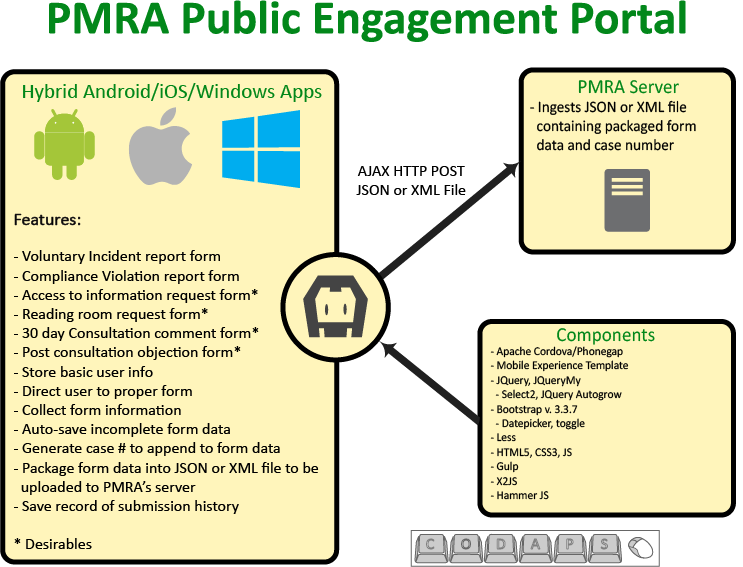 PMRA Public Engagement Portal
Hybrid Android/iOS/Windows Apps
Features:
- Voluntary Incident report form
- Compliance Violation report form
- Access to information request form*
- Reading room request form*
- 30 day Consultation comment form*
- Post consultation objection form*
- Store basic user info
- Direct user to proper form
- Collect form information
- Auto-save incomplete form data
- Generate case # to append to form data
- Package form data into JSON or XML file to be
uploaded to PMRA's server
- Save record of submission history
* Desirables
AJAX HTTP POST
JSON or XML File
PMRA Server
- Ingests JSON or XML file
containing packaged form
data and case number
Components
- Apache Cordova/Phonegap
- Mobile Experience Template
- JQuery, JQueryMy
- Select2, JQuery Autogrow
- Bootstrap v. 3.3.7
- Datepicker, toggle
- Less
- HTML5, CSS3, JS
- Gulp
- X2JS
- Hammer JS
C O D A P S